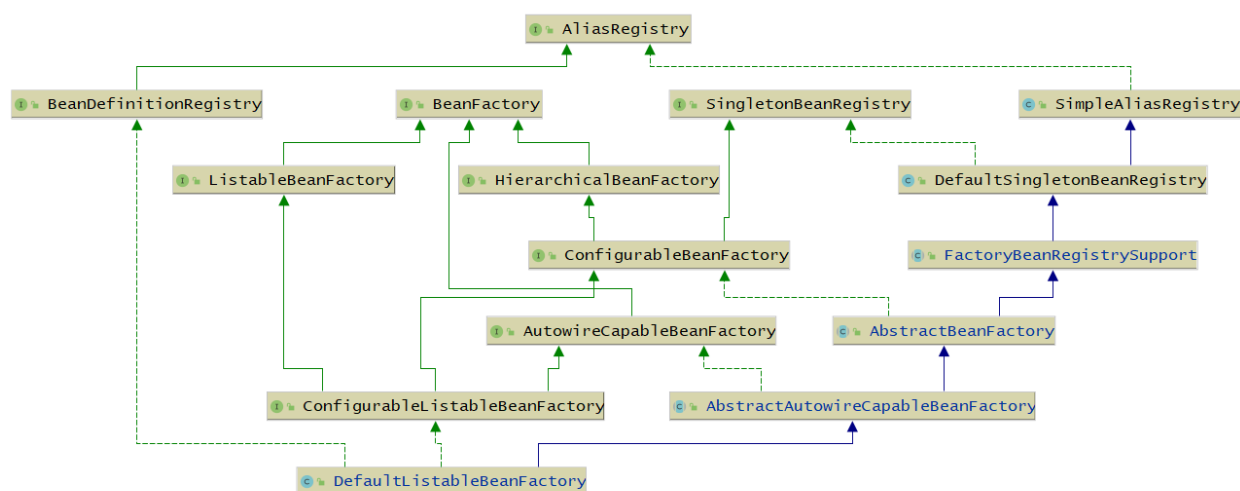 AliasRegistry
BeanDefinitionRegistry
BeanFactory
SingletonBeanRegistry
SimpleAliasRegistry
ListableBeanFactory
HierarchicalBeanFactory
DefaultSingletonBeanRegistry
ConfigurableBeanFactory
FactoryBeanRegistrySupport
AutowireCapableBeanFactory
AbstractBeanFactory
ConfigurableListableBeanFactory
AbstractAutowireCapableBeanFactory
DefaultListableBeanFactory